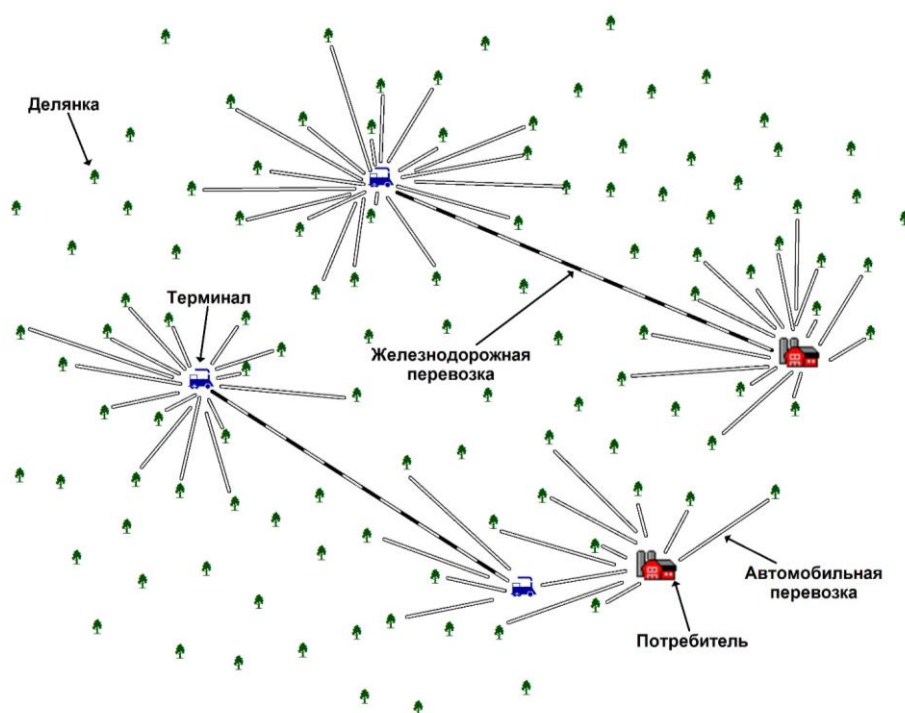 Делянка
Терминал
Железнодорожная
перевозка
Автомобильная
перевозка
Потребитель